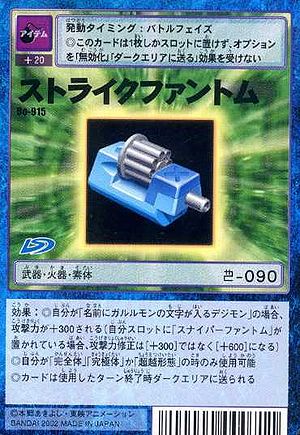 アイテム
+20
発動タイミング：バトルフェイズ
◎このカードは1枚しかスロットに置けず、オプション
を「無効化」「ダークエリアに送る」効果を受けない
ストライクファントム
Bo-915
武器・火器・素体
-090
効果：◎自分が「名前にガルルモンの文字が入るデジモン」の場合、
攻撃力が+300される［自分スロットに「スナイパーファントム」が
置かれている場合、攻撃力修正は［+300］ではなく［+600］になる］
◎自分が“完全体”“究極体”か“超越形態”の時のみ使用可能
◎カードは使用したターン終了時ダークエリアに送られる
©本郷あきよし・東映アニメーション
BANDAI 2002 MADE IN JAPAN